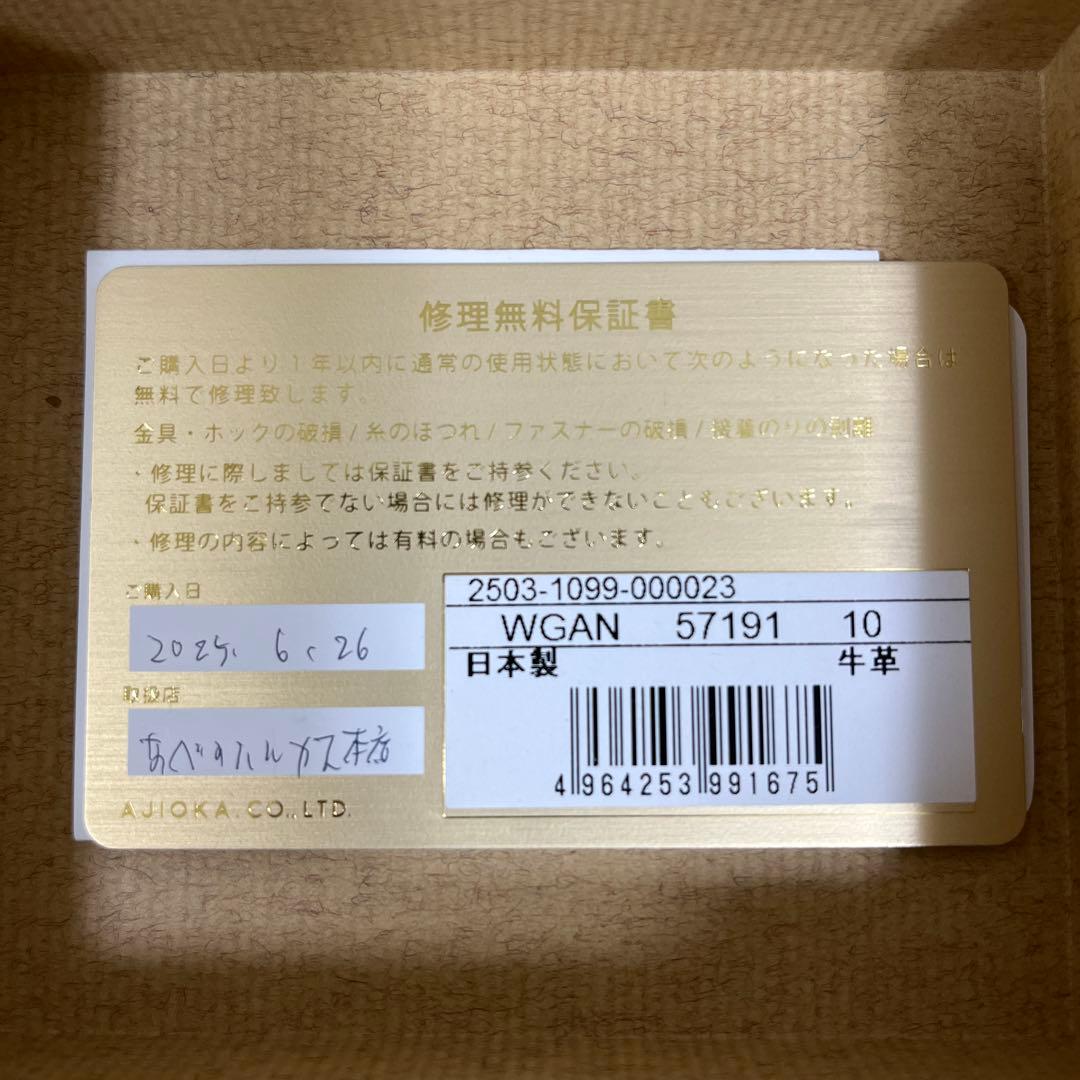 修理無料保証書
ご購入日より1年以内に通常の使用状態において次のようになった場合は
無料で修理致します。
金具・ホックの破損/糸のほつれ/ファスナーの破損/接着のりの剥離
・修理に際しましては保証書をご持参ください。
保証書をご持参でない場合には修理ができないこともございます。
・修理の内容によっては有料の場合もございます。
ご購入日
2025. 6、26
取扱店
あべのハルカス本店
AJIOKA.CO.,LTD.
2503-1099-000023
WGAN 57191 10
日本製 牛革
4 964253 991675